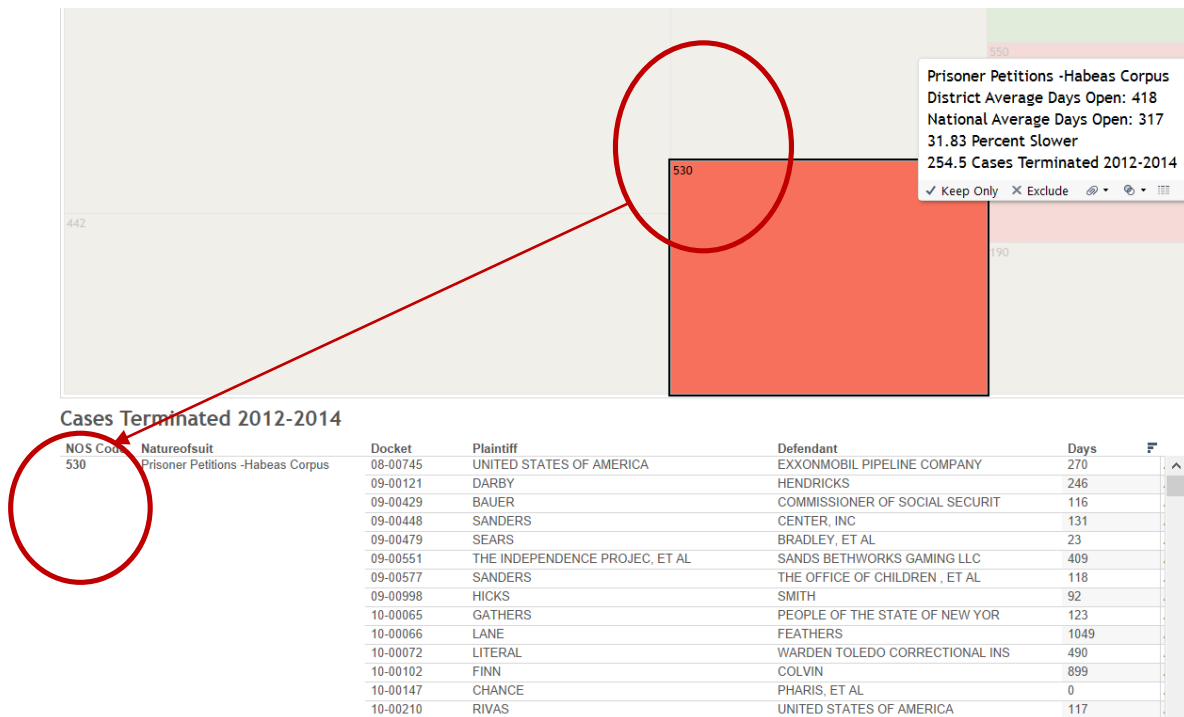 550
Prisoner Petitions -Habeas Corpus
District Average Days Open: 418
National Average Days Open: 317
31.83 Percent Slower
254.5 Cases Terminated 2012-2014
Keep Only Exclude
530
442
190
Cases Terminated 2012-2014
NOS Code Natureofsuit Docket Plaintiff Defendant Days
530 Prisoner Petitions -Habeas Corpus 08-00745 UNITED STATES OF AMERICA EXXONMOBIL PIPELINE COMPANY 270
09-00121 DARBY HENDRICKS 246
09-00429 BAUER COMMISSIONER OF SOCIAL SECURIT 116
09-00448 SANDERS CENTER, INC 131
09-00479 SEARS BRADLEY, ET AL 23
09-00551 THE INDEPENDENCE PROJEC, ET AL SANDS BETHWORKS GAMING LLC 409
09-00577 SANDERS THE OFFICE OF CHILDREN , ET AL 118
09-00998 HICKS SMITH 92
10-00065 GATHERS PEOPLE OF THE STATE OF NEW YOR 123
10-00066 LANE FEATHERS 1049
10-00072 LITERAL WARDEN TOLEDO CORRECTIONAL INS 490
10-00102 FINN COLVIN 899
10-00147 CHANCE PHARIS, ET AL 0
10-00210 RIVAS UNITED STATES OF AMERICA 117